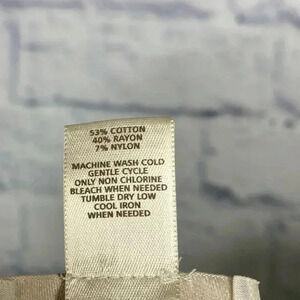 53% COTTON
40% RAYON
7% NYLON
MACHINE WASH COLD
GENTLE CYCLE
ONLY NON CHLORINE
BLEACH WHEN NEEDED
TUMBLE DRY LOW
COOL IRON
WHEN NEEDED